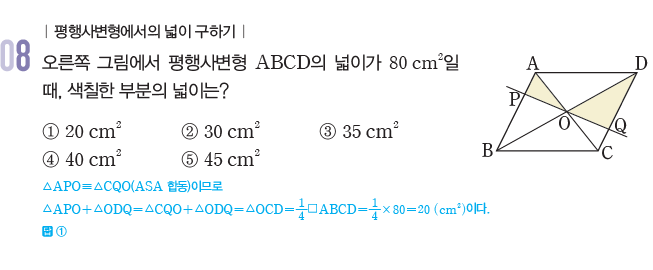 | 평행사변형에서의 넓이 구하기 |
08 오른쪽 그림에서 평행사변형 ABCD의 넓이가 80 cm²일
때, 색칠한 부분의 넓이는?
① 20 cm² ② 30 cm² ③ 35 cm²
④ 40 cm² ⑤ 45 cm²
A D
P
O Q
B C
△APO≡△CQO(ASA 합동)이므로
△APO+△ODQ=△CQO+△ODQ=△OCD=1/4□ABCD=1/4×80=20 (cm²)이다.
답 ①